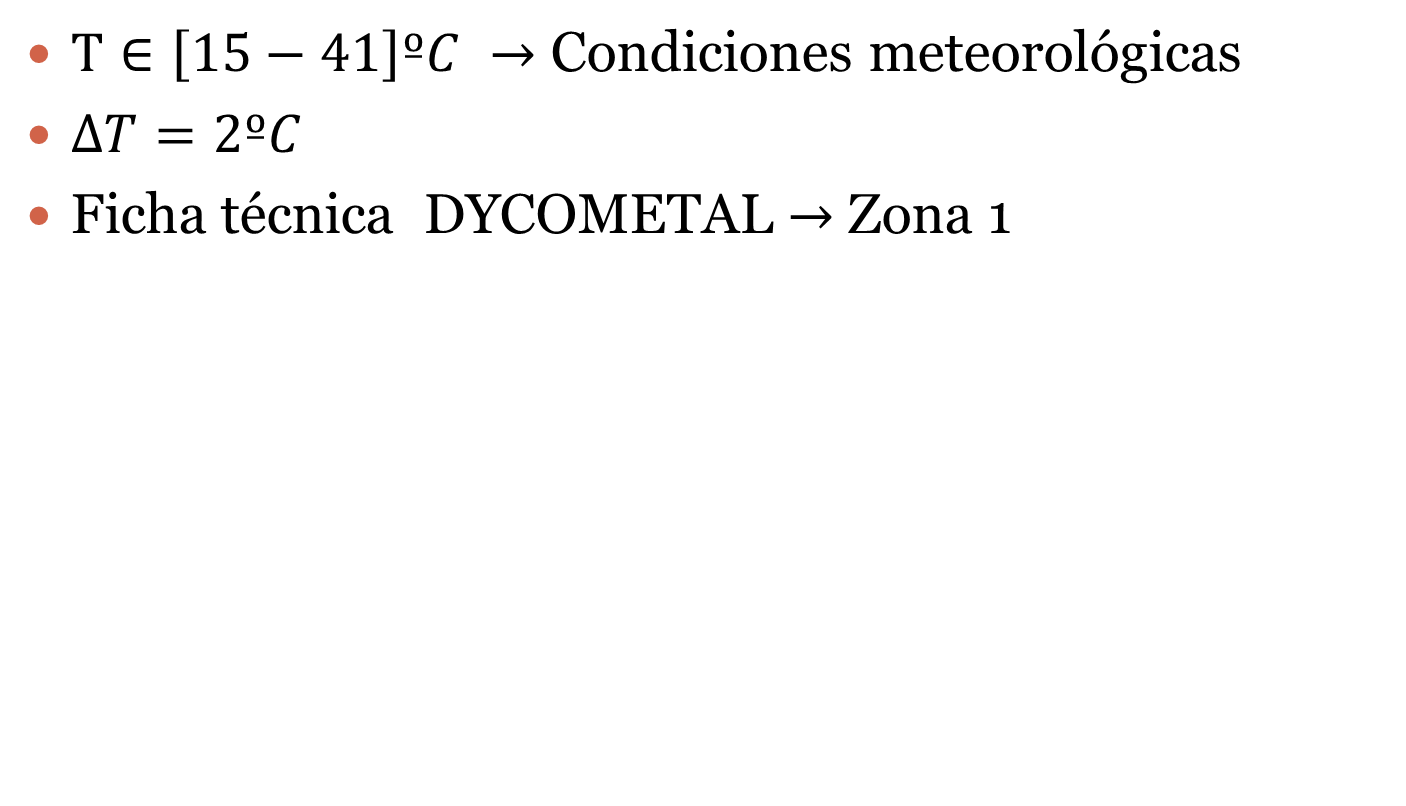 • T ∈ [15 − 41]ºC → Condiciones meteorológicas
• ΔT = 2ºC
• Ficha técnica DYCOMETAL → Zona 1